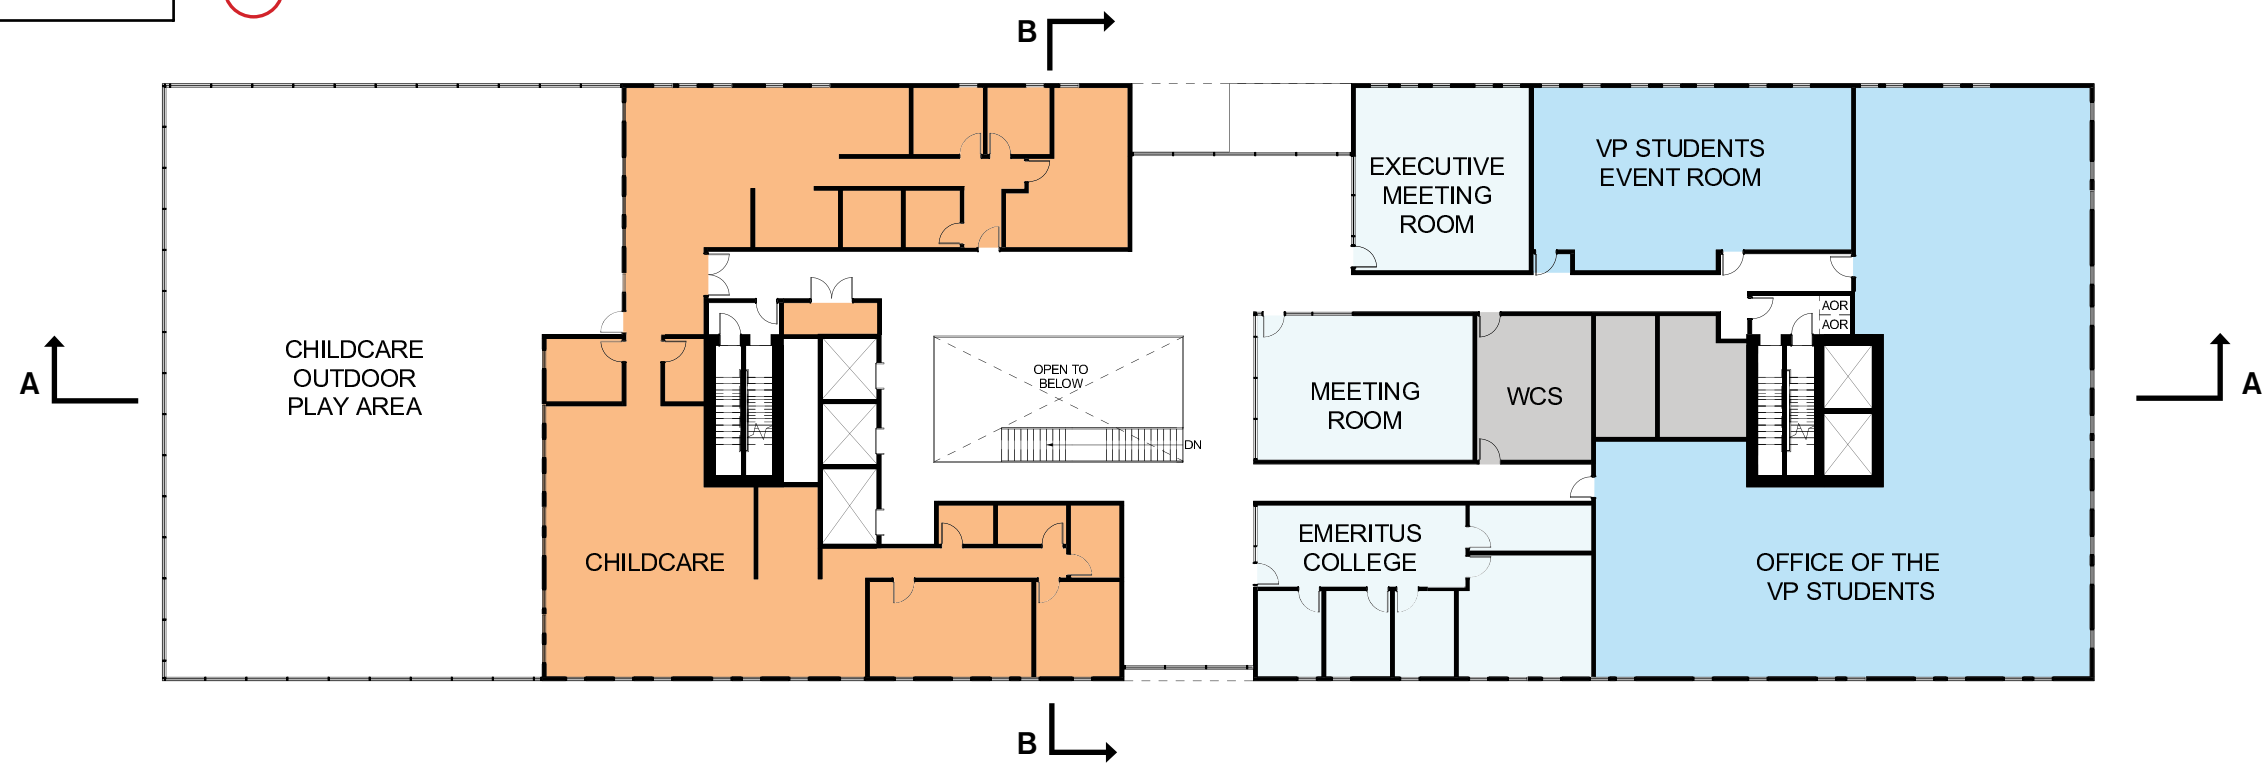 B
EXECUTIVE
MEETING
ROOM
VP STUDENTS
EVENT ROOM
AOR
AOR
CHILDCARE
OUTDOOR
PLAY AREA
A
OPEN TO
BELOW
DN
MEETING
ROOM
WCS
A
CHILDCARE
EMERITUS
COLLEGE
OFFICE OF THE
VP STUDENTS
B